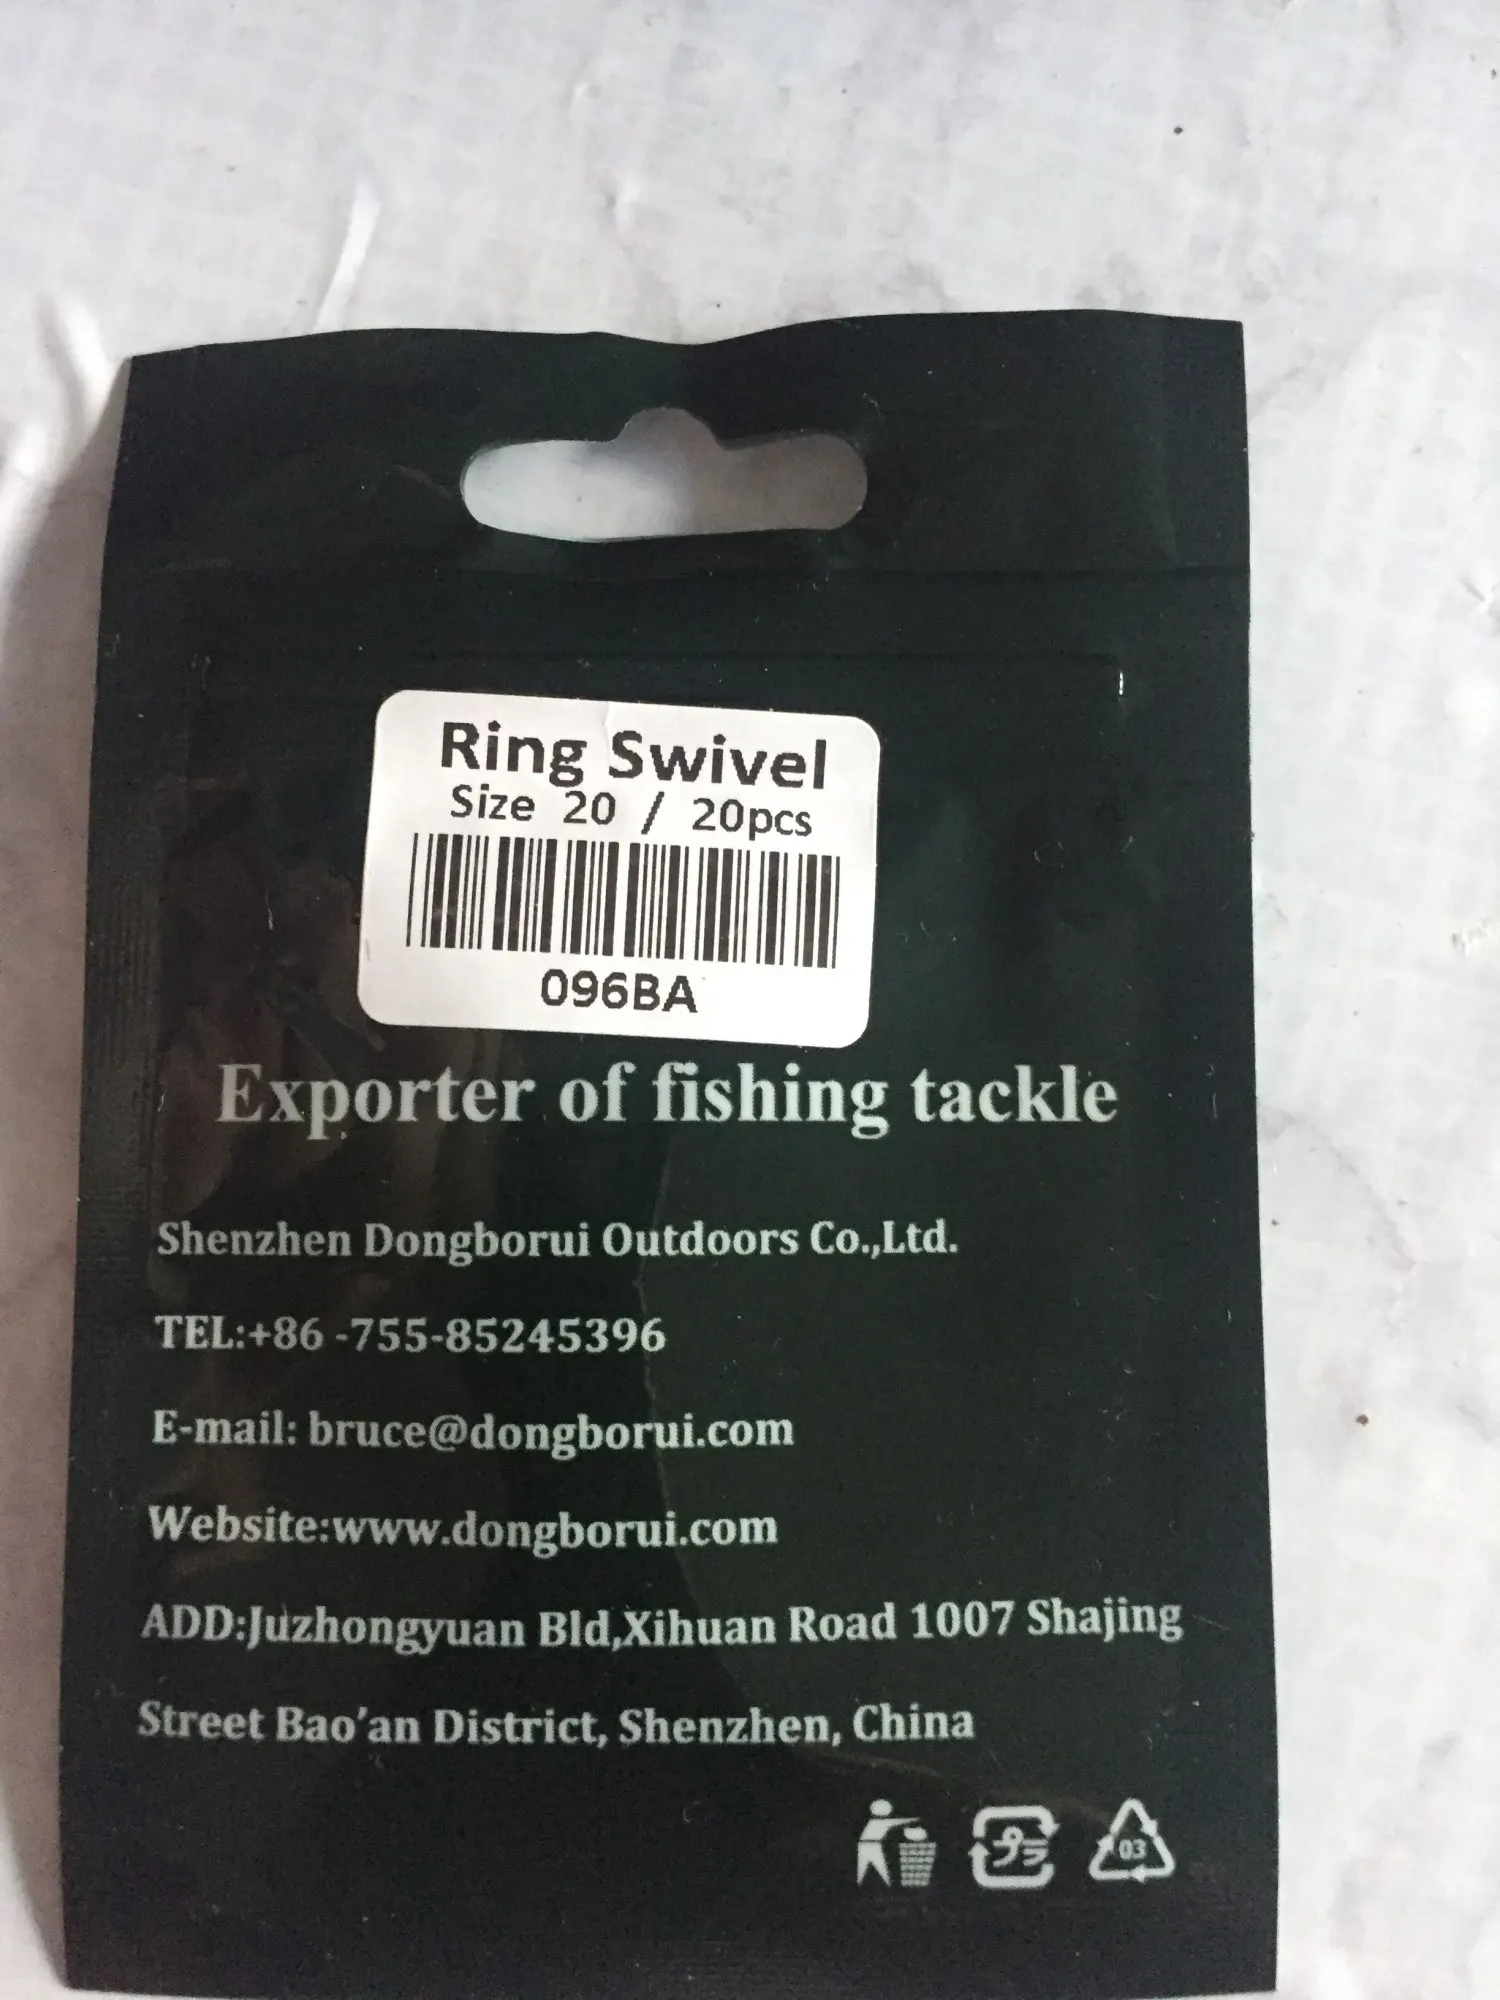 Ring Swivel
Size 20 / 20pcs
096BA
Exporter of fishing tackle
Shenzhen Dongborui Outdoors Co.,Ltd.
TEL:+86 -755-85245396
E-mail: bruce@dongborui.com
Website:www.dongborui.com
ADD:Juzhongyuan Bld,Xihuan Road 1007 Shajing
Street Bao’an District, Shenzhen, China
プラ
03